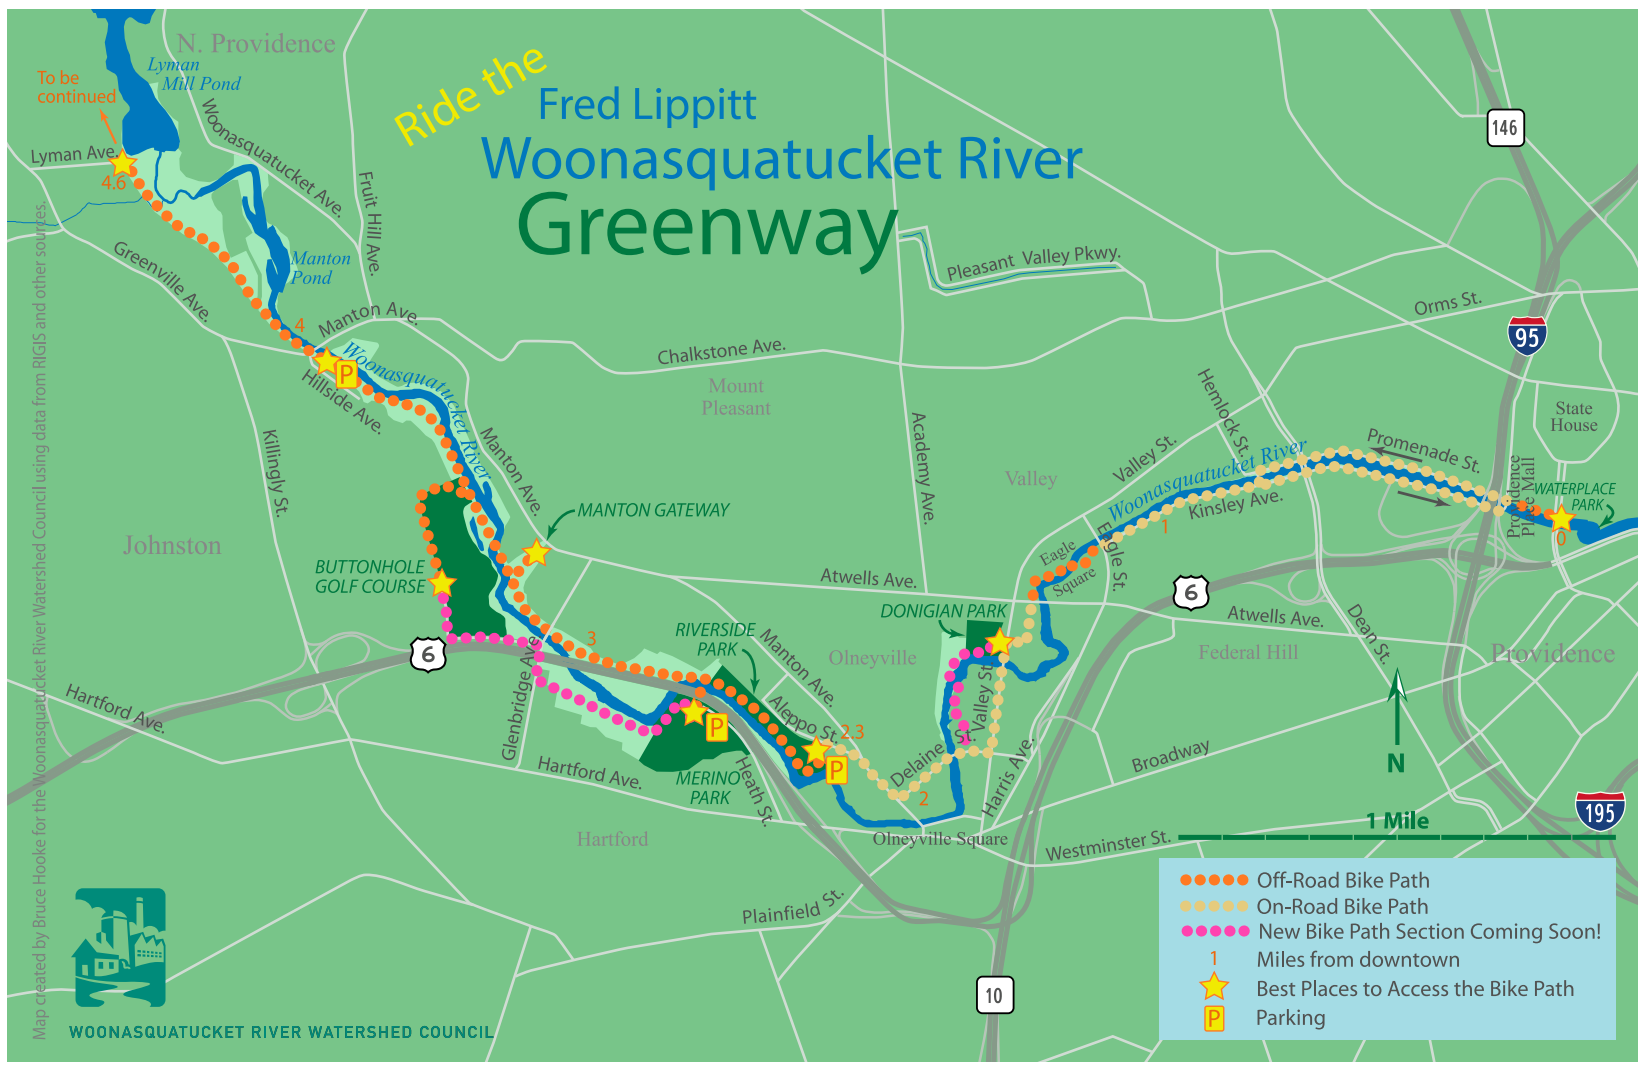 N. Providence
Lyman
Mill Pond
To be
continued
Lyman Ave.
4.6
Woonasquatucket Ave.
Fruit Hill Ave.
Ride the
Fred Lippitt
Woonasquatucket River
Greenway
146
Manton
Pond
Greenville Ave.
Pleasant Valley Pkwy.
Orms St.
95
4
Manton Ave.
Chalkstone Ave.
Mount
Pleasant
P
Hillside Ave.
Woonasquatucket River
Killingly St.
Manton Ave.
Academy Ave.
Hemlock St.
Valley St.
Valley
State
House
Promenade St.
Woonasquatucket River
Kinsley Ave.
1
Providence
Place Mall
WATERPLACE
PARK
0
MANTON GATEWAY
Johnston
BUTTONHOLE
GOLF COURSE
Eagle
Square
Eagle St.
Atwells Ave.
6
Atwells Ave.
DONIGIAN PARK
Dean St.
3
RIVERSIDE
PARK
Manton Ave.
Olneyville
Federal Hill
Providence
6
Hartford Ave.
Glenbridge Ave.
P
Aleppo St.
2.3
P
Valley St.
Delaine St.
2
Harris Ave.
Broadway
N
Hartford Ave.
MERINO
PARK
Heath St.
Hartford
Olneyville Square
Westminster St.
1 Mile
195
Plainfield St.
10
Off-Road Bike Path
On-Road Bike Path
New Bike Path Section Coming Soon!
1 Miles from downtown
Best Places to Access the Bike Path
P Parking
Map created by Bruce Hooke for the Woonasquatucket River Watershed Council using data from RIGIS and other sources.
WOONASQUATUCKET RIVER WATERSHED COUNCIL